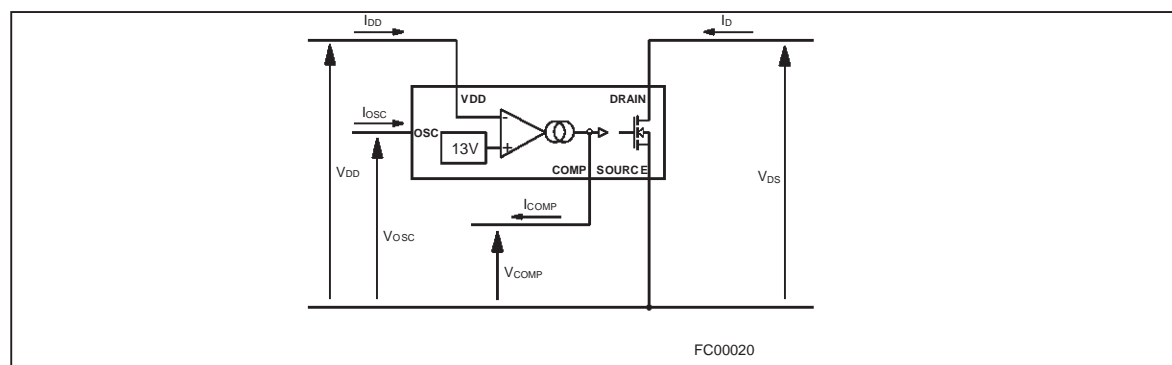 IDD
ID
VDD DRAIN
IOSC
OSC
-
13V
+
COMP SOURCE
VDD
VDS
ICOMP
VOSC
VCOMP
FC00020